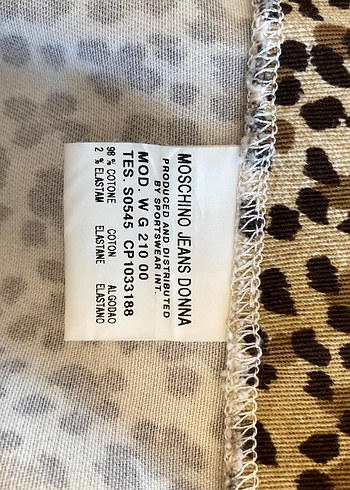 MOSCHINO JEANS DONNA
PRODUCED AND DISTRIBUTED
BY SPORTSWEAR INT.
MOD. W G 210 00
TES. S0545 CP1033188
98 % COTONE COTON ALGODAO
2 % ELASTAM ELASTANE ELASTANO